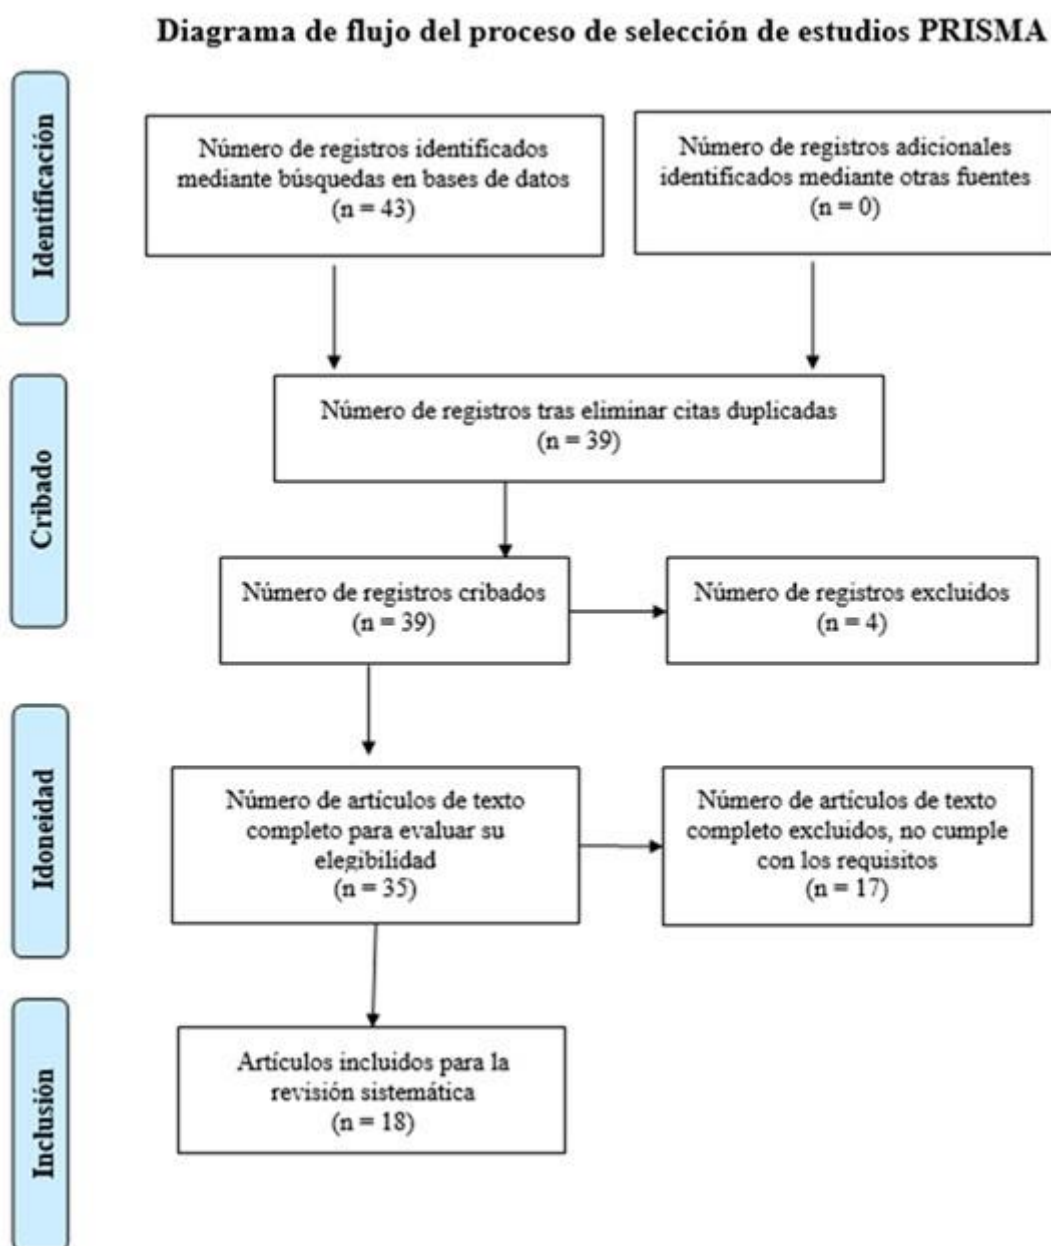 Diagrama de flujo del proceso de selección de estudios PRISMA
Identificación
Número de registros identificados
mediante búsquedas en bases de datos
(n = 43)
Número de registros adicionales
identificados mediante otras fuentes
(n = 0)
Cribado
Número de registros tras eliminar citas duplicadas
(n = 39)
Número de registros cribados
(n = 39)
Número de registros excluidos
(n = 4)
Idoneidad
Número de artículos de texto
completo para evaluar su
elegibilidad
(n = 35)
Número de artículos de texto
completo excluidos, no cumple
con los requisitos
(n = 17)
Inclusión
Artículos incluidos para la
revisión sistemática
(n = 18)